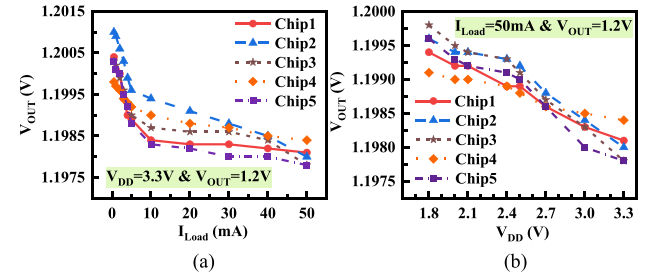 (a)
1.2015
1.2005
1.1995
1.1985
1.1975
V_OUT (V)
Chip1
Chip2
Chip3
Chip4
Chip5
V_DD=3.3V & V_OUT=1.2V
0 10 20 30 40 50
I_Load (mA)
(a)
(b)
1.2000
1.1995
1.1990
1.1985
1.1980
1.1975
V_OUT (V)
I_Load=50mA & V_OUT=1.2V
Chip1
Chip2
Chip3
Chip4
Chip5
1.8 2.1 2.4 2.7 3.0 3.3
V_DD (V)
(b)